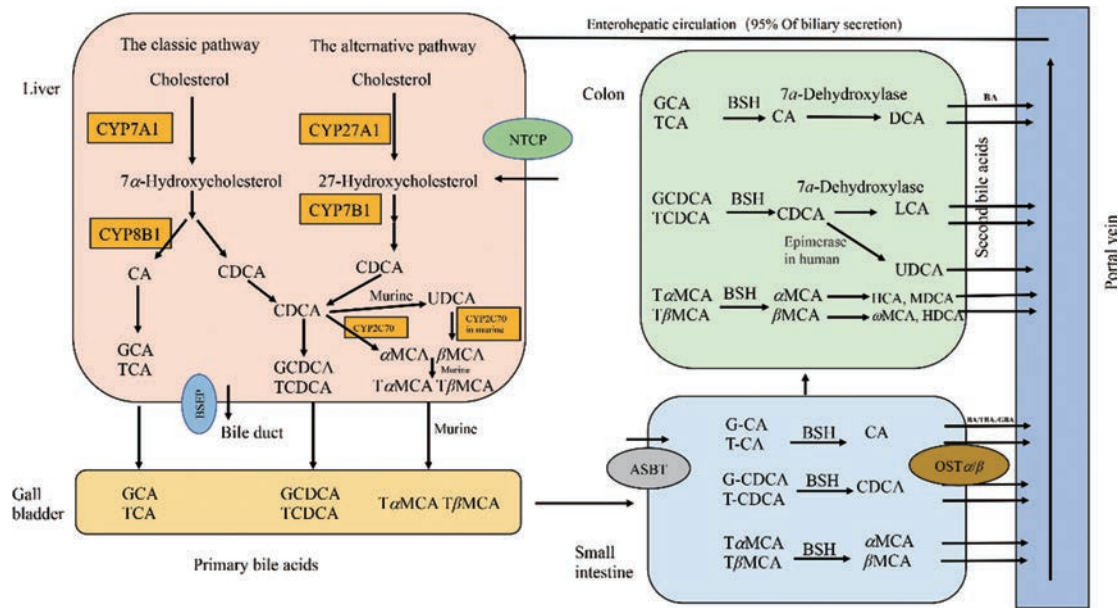 Enterohepatic circulation (95% Of biliary secretion)
Liver
The classic pathway
The alternative pathway
Cholesterol
Cholesterol
CYP7A1
CYP27A1
NTCP
7α-Hydroxycholesterol
27-Hydroxycholesterol
CYP8B1
CYP7B1
CA
CDCA
CDCA
CDCA
Murine
UDCA
CYP2C70
CYP2C70
in murine
αMCA βMCA
Murine
GCA
TCA
GCDCA
TCDCA
TαMCA TβMCA
BSEP
Bile duct
Murine
Gall
bladder
GCA
TCA
GCDCA
TCDCA
TαMCA TβMCA
Primary bile acids
Colon
GCA
TCA
BSH
CA
7a-Dehydroxylase
DCA
BA
GCDCA
TCDCA
BSH
CDCA
7a-Dehydroxylase
LCA
Epimerase
in human
UDCA
TαMCA
TβMCA
BSH
αMCA
βMCA
HCA, MDCA
ωMCA, HDCA
Second bile acids
Portal vein
Small
intestine
ASBT
G-CA
T-CA
BSH
CA
BA/TBA/GBA
OSTα/β
G-CDCA
T-CDCA
BSH
CDCA
TαMCA
TβMCA
BSH
αMCA
βMCA